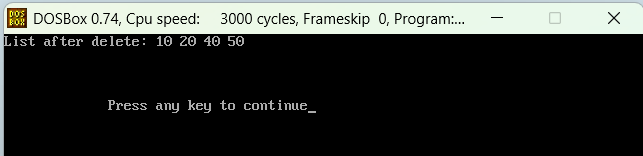 DOSBox 0.74, Cpu speed: 3000 cycles, Frameskip 0, Program:...
List after delete: 10 20 40 50
Press any key to continue_